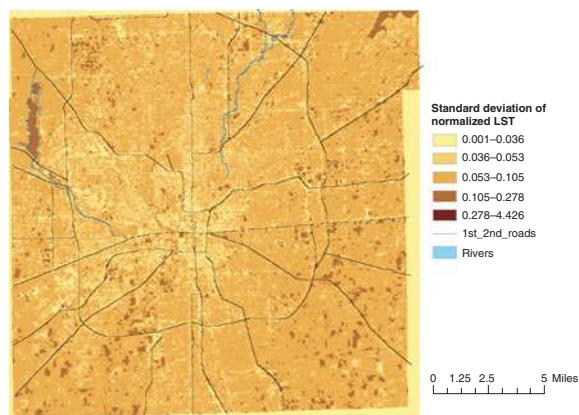 Standard deviation of
normalized LST
0.001–0.036
0.036–0.053
0.053–0.105
0.105–0.278
0.278–4.426
1st_2nd_roads
Rivers
0 1.25 2.5 5 Miles